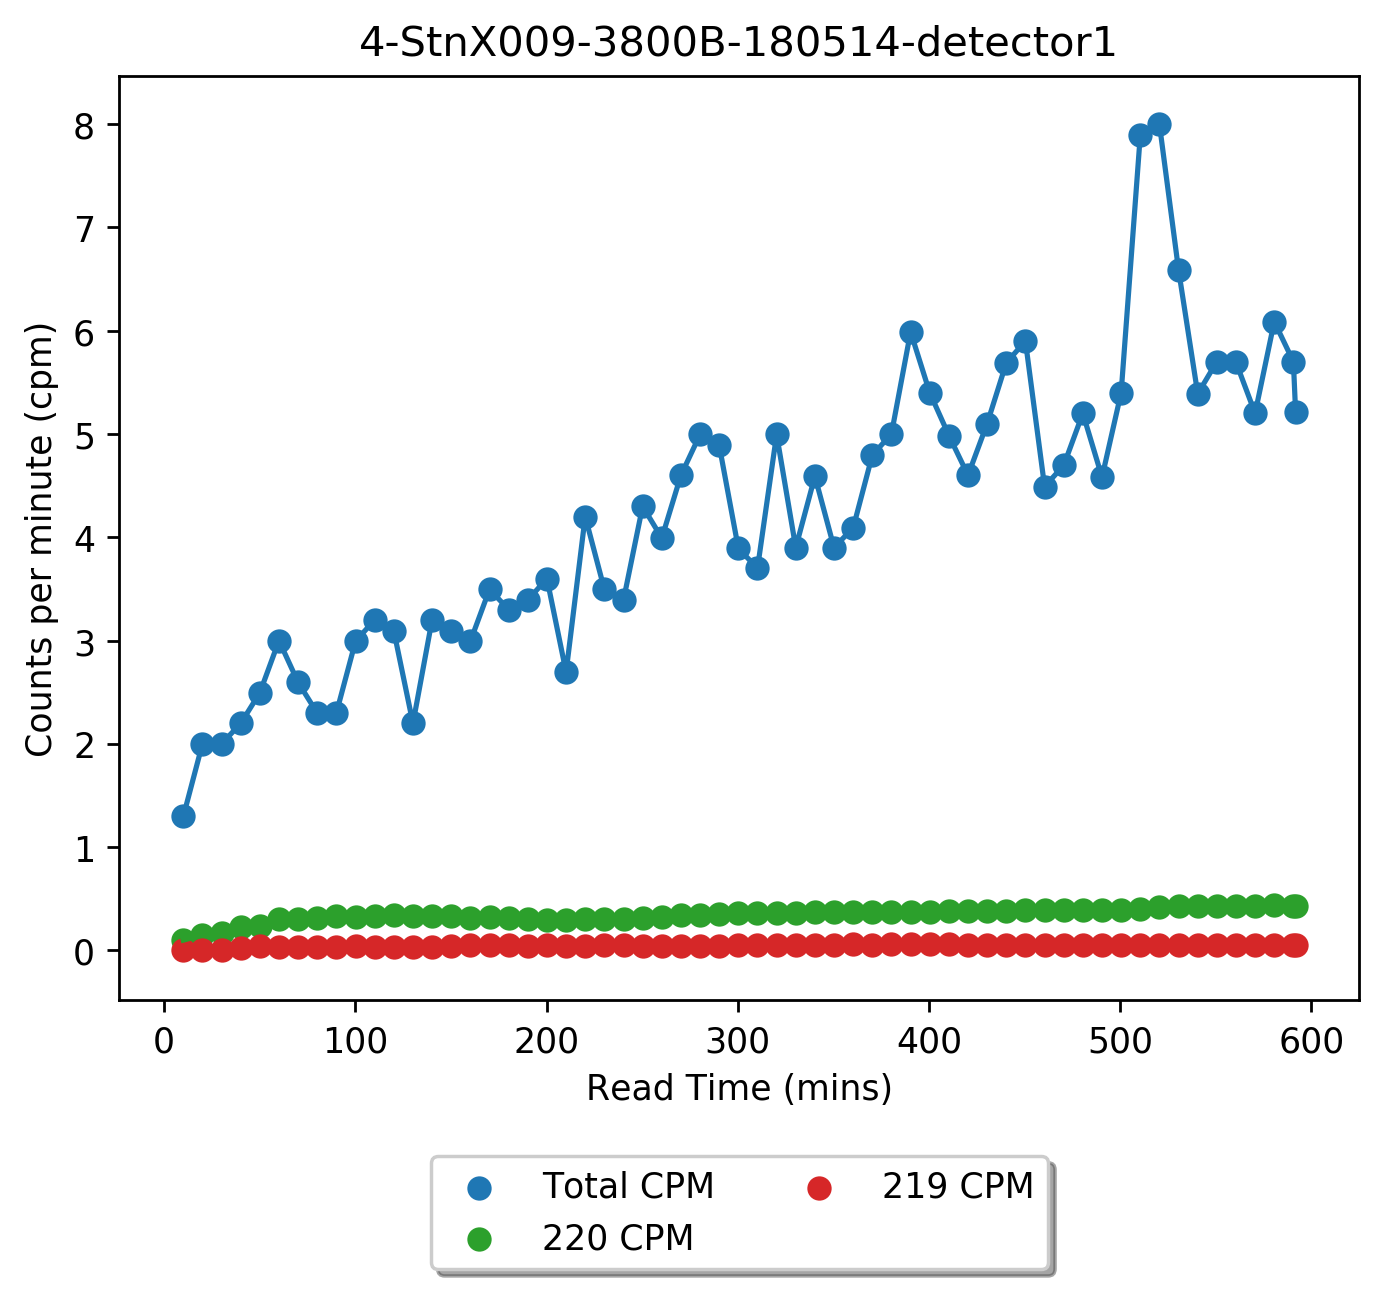 4-StnX009-3800B-180514-detector1
8
7
6
5
4
3
2
1
0
Counts per minute (cpm)
0 100 200 300 400 500 600
Read Time (mins)
Total CPM 219 CPM
220 CPM